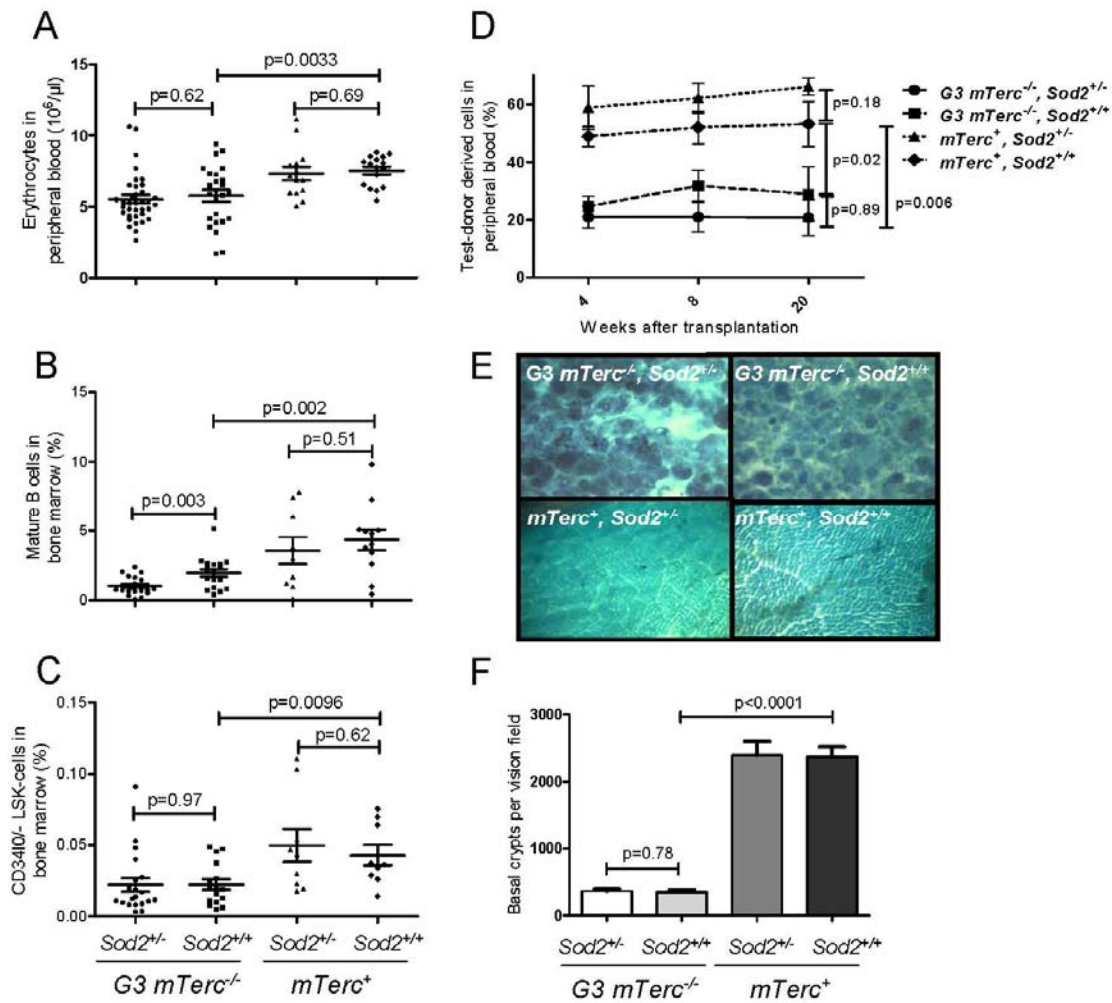 A
Erythrocytes in
peripheral blood (10⁶/µl)
15
10
5
0
p=0.0033
p=0.62
p=0.69
B
Mature B cells in
bone marrow (%)
15
10
5
0
p=0.002
p=0.51
p=0.003
C
CD34l0/- LSK-cells in
bone marrow (%)
0.15
0.10
0.05
0.00
p=0.0096
p=0.62
p=0.97
Sod2+/- Sod2+/+ Sod2+/- Sod2+/+
G3 mTerc-/- mTerc+
D
Test-donor derived cells in
peripheral blood (%)
60
40
20
0
4 8 20
Weeks after transplantation
p=0.18
p=0.02
p=0.89
p=0.006
G3 mTerc-/-, Sod2+/-
G3 mTerc-/-, Sod2+/+
mTerc+, Sod2+/-
mTerc+, Sod2+/+
E
G3 mTerc-/-, Sod2+/- G3 mTerc-/-, Sod2+/+
mTerc+, Sod2+/- mTerc+, Sod2+/+
F
Basal crypts per vision field
3000
2000
1000
0
p<0.0001
p=0.78
Sod2+/- Sod2+/+ Sod2+/- Sod2+/+
G3 mTerc-/- mTerc+